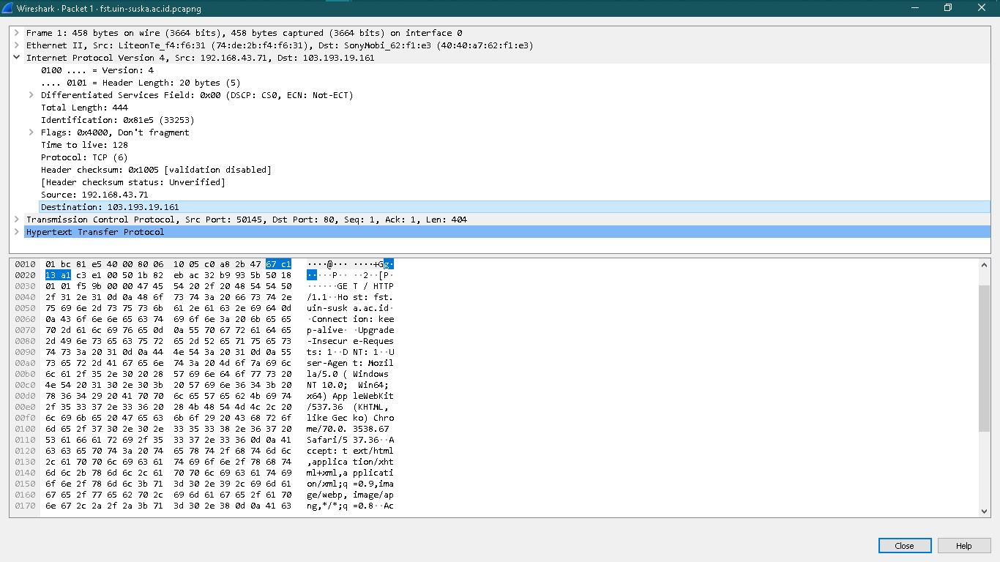 Wireshark · Packet 1 · fst.uin-suska.ac.id.pcapng
Frame 1: 458 bytes on wire (3664 bits), 458 bytes captured (3664 bits) on interface 0
Ethernet II, Src: LiteonTe_f4:f6:31 (74:de:2b:f4:f6:31), Dst: SonyMobi_62:f1:e3 (40:40:a7:62:f1:e3)
Internet Protocol Version 4, Src: 192.168.43.71, Dst: 103.193.19.161
0100 .... = Version: 4
.... 0101 = Header Length: 20 bytes (5)
Differentiated Services Field: 0x00 (DSCP: CS0, ECN: Not-ECT)
Total Length: 444
Identification: 0x81e5 (33253)
Flags: 0x4000, Don't fragment
Time to live: 128
Protocol: TCP (6)
Header checksum: 0x1005 [validation disabled]
[Header checksum status: Unverified]
Source: 192.168.43.71
Destination: 103.193.19.161
Transmission Control Protocol, Src Port: 50145, Dst Port: 80, Seq: 1, Ack: 1, Len: 404
Hypertext Transfer Protocol
0010 01 bc 81 e5 40 00 80 06 10 05 c0 a8 2b 47 67 c1 ····@··· ····+Gg·
0020 13 a1 c3 e1 00 50 1b 82 eb ac 32 b9 93 5b 50 18 ·····P·· ··2··[P·
0030 01 01 f5 9b 00 00 47 45 54 20 2f 20 48 54 54 50 ······GE T / HTTP
0040 2f 31 2e 31 0d 0a 48 6f 73 74 3a 20 66 73 74 2e /1.1··Ho st: fst.
0050 75 69 6e 2d 73 75 73 6b 61 2e 61 63 2e 69 64 0d uin-susk a.ac.id·
0060 0a 43 6f 6e 6e 65 63 74 69 6f 6e 3a 20 6b 65 65 ·Connect ion: kee
0070 70 2d 61 6c 69 76 65 0d 0a 55 70 67 72 61 64 65 p-alive· ·Upgrade
0080 2d 49 6e 73 65 63 75 72 65 2d 52 65 71 75 65 73 -Insecur e-Reques
0090 74 73 3a 20 31 0d 0a 44 4e 54 3a 20 31 0d 0a 55 ts: 1··D NT: 1··U
00a0 73 65 72 2d 41 67 65 6e 74 3a 20 4d 6f 7a 69 6c ser-Agen t: Mozil
00b0 6c 61 2f 35 2e 30 20 28 57 69 6e 64 6f 77 73 20 la/5.0 ( Windows
00c0 4e 54 20 31 30 2e 30 3b 20 57 69 6e 36 34 3b 20 NT 10.0; Win64;
00d0 78 36 34 29 20 41 70 70 6c 65 57 65 62 4b 69 74 x64) App leWebKit
00e0 2f 35 33 37 2e 33 36 20 28 4b 48 54 4d 4c 2c 20 /537.36 (KHTML,
00f0 6c 69 6b 65 20 47 65 63 6b 6f 29 20 43 68 72 6f like Gec ko) Chro
0100 6d 65 2f 37 30 2e 30 2e 33 35 33 38 2e 36 37 20 me/70.0. 3538.67
0110 53 61 66 61 72 69 2f 35 33 37 2e 33 36 0d 0a 41 Safari/5 37.36··A
0120 63 63 65 70 74 3a 20 74 65 78 74 2f 68 74 6d 6c ccept: t ext/html
0130 2c 61 70 70 6c 69 63 61 74 69 6f 6e 2f 78 68 74 ,applica tion/xht
0140 6d 6c 2b 78 6d 6c 2c 61 70 70 6c 69 63 61 74 69 ml+xml,a pplicati
0150 6f 6e 2f 78 6d 6c 3b 71 3d 30 2e 39 2c 69 6d 61 on/xml;q =0.9,ima
0160 67 65 2f 77 65 62 70 2c 69 6d 61 67 65 2f 61 70 ge/webp, image/ap
0170 6e 67 2c 2a 2f 2a 3b 71 3d 30 2e 38 0d 0a 41 63 ng,*/*;q =0.8··Ac
Close Help